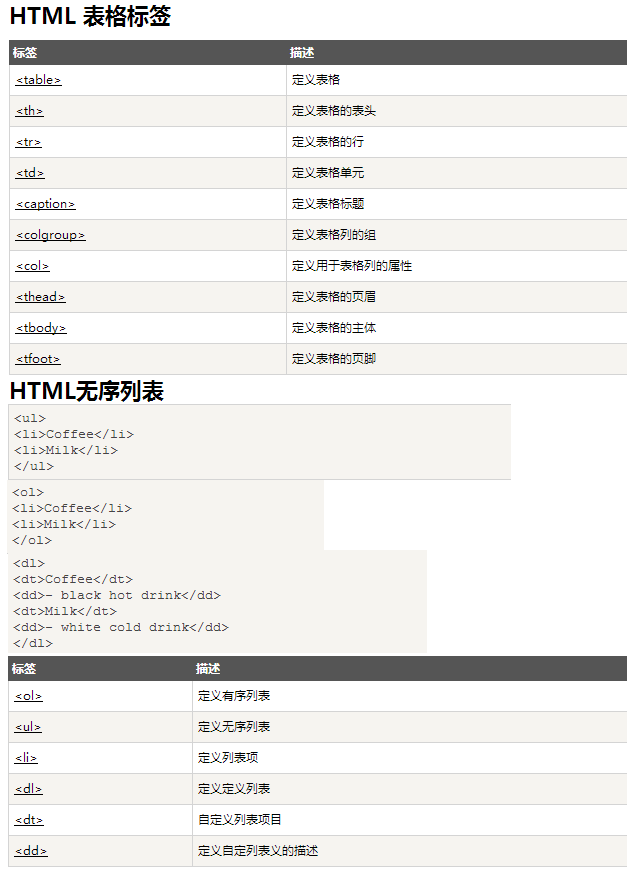 HTML 表格标签
标签 描述
<table> 定义表格
<th> 定义表格的表头
<tr> 定义表格的行
<td> 定义表格单元
<caption> 定义表格标题
<colgroup> 定义表格列的组
<col> 定义用于表格列的属性
<thead> 定义表格的页眉
<tbody> 定义表格的主体
<tfoot> 定义表格的页脚
HTML无序列表
<ul>
<li>Coffee</li>
<li>Milk</li>
</ul>
<ol>
<li>Coffee</li>
<li>Milk</li>
</ol>
<dl>
<dt>Coffee</dt>
<dd>- black hot drink</dd>
<dt>Milk</dt>
<dd>- white cold drink</dd>
</dl>
标签 描述
<ol> 定义有序列表
<ul> 定义无序列表
<li> 定义列表项
<dl> 定义定义列表
<dt> 自定义列表项目
<dd> 定义自定列表义的描述